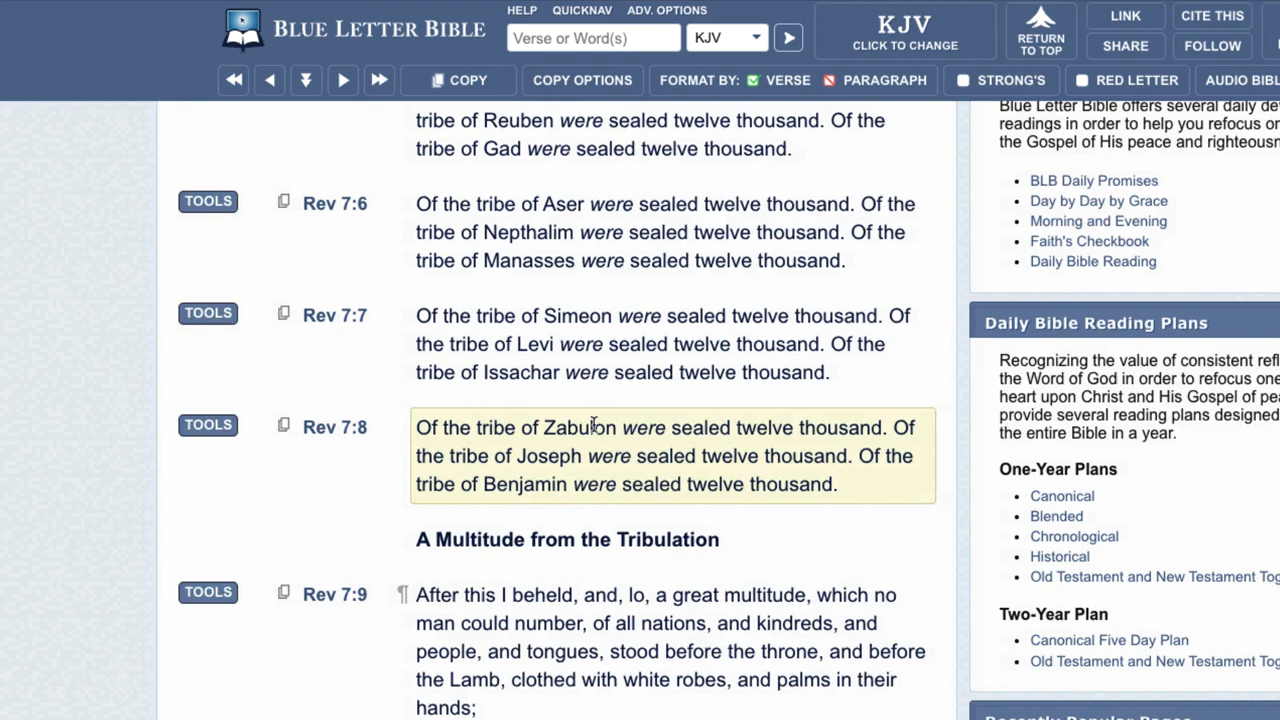 HELP QUICKNAV ADV. OPTIONS
BLUE LETTER BIBLE
Verse or Word(s) KJV
KJV
CLICK TO CHANGE
RETURN
TO TOP
LINK
CITE THIS
SHARE
FOLLOW
COPY COPY OPTIONS FORMAT BY: VERSE PARAGRAPH STRONG'S RED LETTER AUDIO BIBL
tribe of Reuben were sealed twelve thousand. Of the
tribe of Gad were sealed twelve thousand.
TOOLS Rev 7:6 Of the tribe of Aser were sealed twelve thousand. Of the
tribe of Nepthalim were sealed twelve thousand. Of the
tribe of Manasses were sealed twelve thousand.
TOOLS Rev 7:7 Of the tribe of Simeon were sealed twelve thousand. Of
the tribe of Levi were sealed twelve thousand. Of the
tribe of Issachar were sealed twelve thousand.
TOOLS Rev 7:8 Of the tribe of Zabulon were sealed twelve thousand. Of
the tribe of Joseph were sealed twelve thousand. Of the
tribe of Benjamin were sealed twelve thousand.
A Multitude from the Tribulation
TOOLS Rev 7:9 ¶ After this I beheld, and, lo, a great multitude, which no
man could number, of all nations, and kindreds, and
people, and tongues, stood before the throne, and before
the Lamb, clothed with white robes, and palms in their
hands;
Blue Letter Bible offers several daily de
readings in order to help you refocus on
the Gospel of His peace and righteousn
• BLB Daily Promises
• Day by Day by Grace
• Morning and Evening
• Faith's Checkbook
• Daily Bible Reading
Daily Bible Reading Plans
Recognizing the value of consistent refl
the Word of God in order to refocus one
heart upon Christ and His Gospel of pea
provide several reading plans designed
the entire Bible in a year.
One-Year Plans
• Canonical
• Blended
• Chronological
• Historical
• Old Testament and New Testament Tog
Two-Year Plan
• Canonical Five Day Plan
• Old Testament and New Testament Tog
Recently Popular Pages